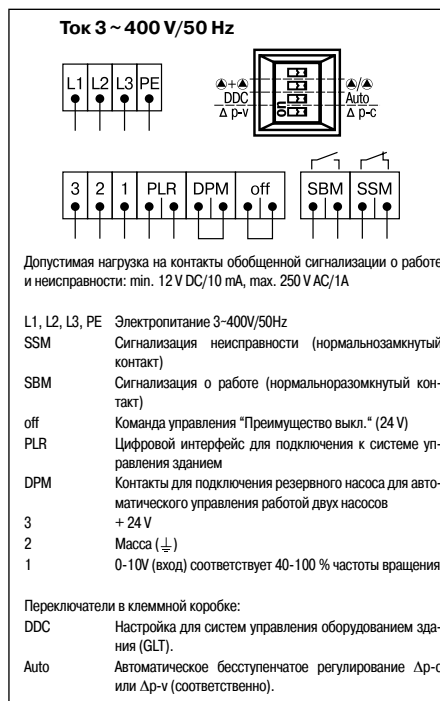 Ток 3 ~ 400 V/50 Hz
L1 L2 L3 PE
DDC Auto
Δ p-v on Δ p-c
3 2 1 PLR DPM off SBM SSM
Допустимая нагрузка на контакты обобщенной сигнализации о работе
и неисправности: min. 12 V DC/10 mA, max. 250 V AC/1A
L1, L2, L3, PE Электропитание 3~400V/50Hz
SSM Сигнализация неисправности (нормальнозамкнутый
контакт)
SBM Сигнализация о работе (нормальноразомкнутый кон-
такт)
off Команда управления “Преимущество выкл.“ (24 V)
PLR Цифровой интерфейс для подключения к системе уп-
равления зданием
DPM Контакты для подключения резервного насоса для авто-
матического управления работой двух насосов
3 + 24 V
2 Масса (⏚)
1 0-10V (вход) соответствует 40-100 % частоты вращения
Переключатели в клеммной коробке:
DDC Настройка для систем управления оборудованием зда-
ния (GLT).
Auto Автоматическое бесступенчатое регулирование Δp-c
или Δp-v (соответственно).